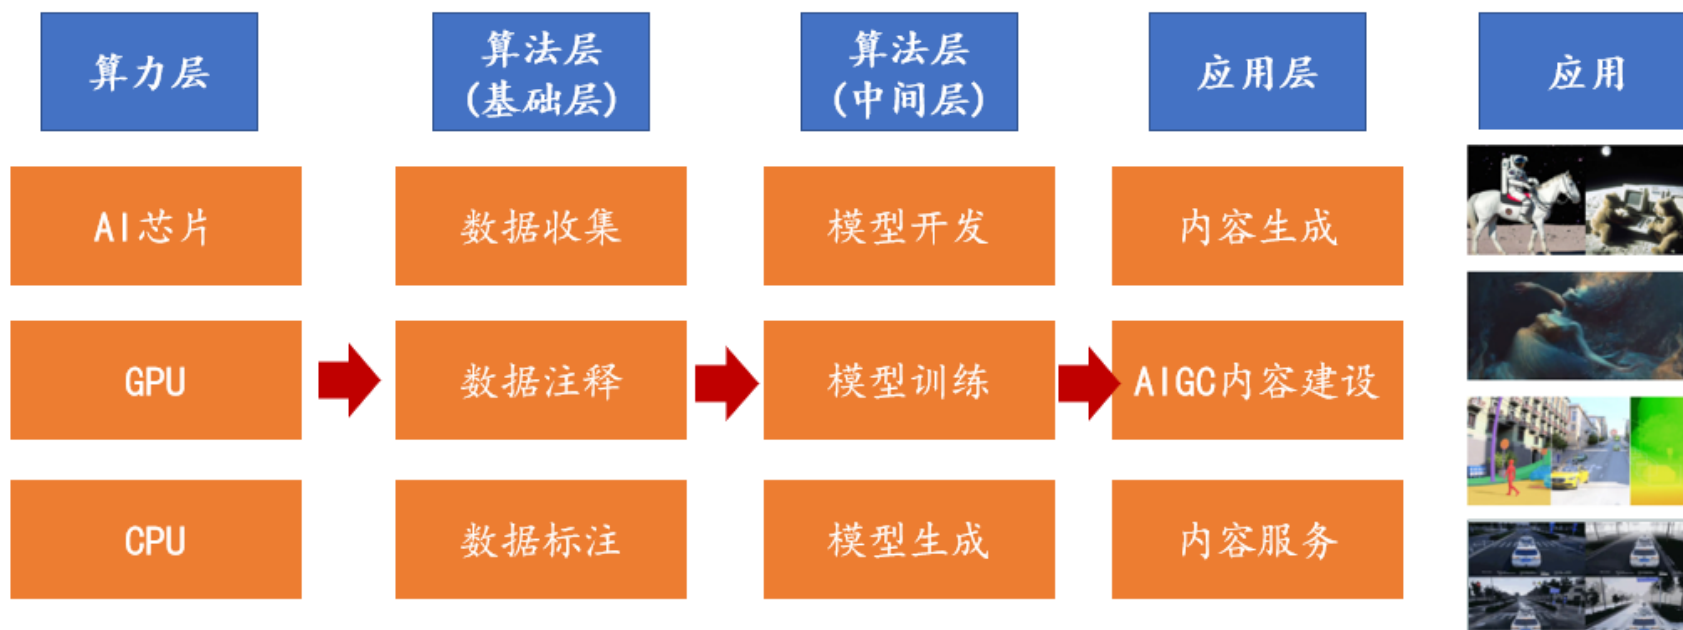 算力层
算法层
(基础层)
算法层
(中间层)
应用层
应用
AI芯片
数据收集
模型开发
内容生成
GPU
数据注释
模型训练
AIGC内容建设
CPU
数据标注
模型生成
内容服务